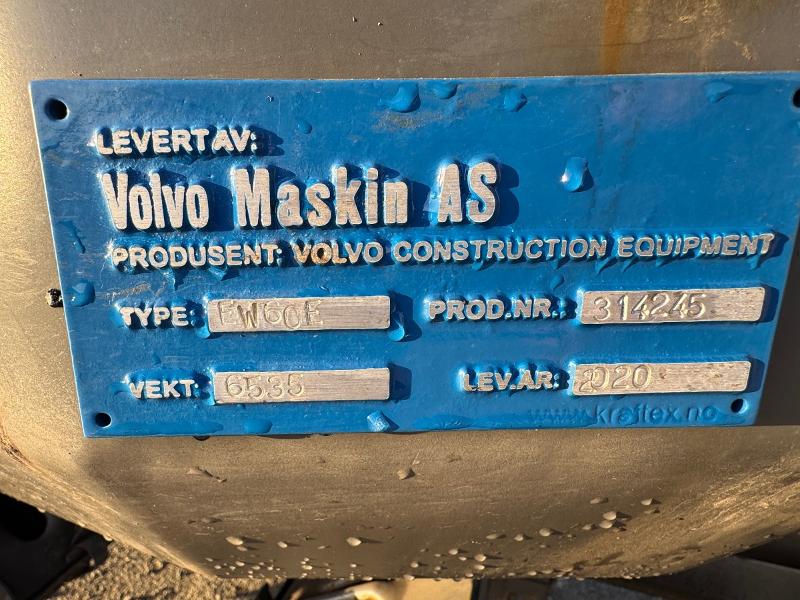 LEVERT AV:
Volvo Maskin AS
PRODUSENT: VOLVO CONSTRUCTION EQUIPMENT
TYPE: EW60E PROD.NR.: 314245
VEKT: 6535 LEV.ÅR: 2020
www.kraftex.no